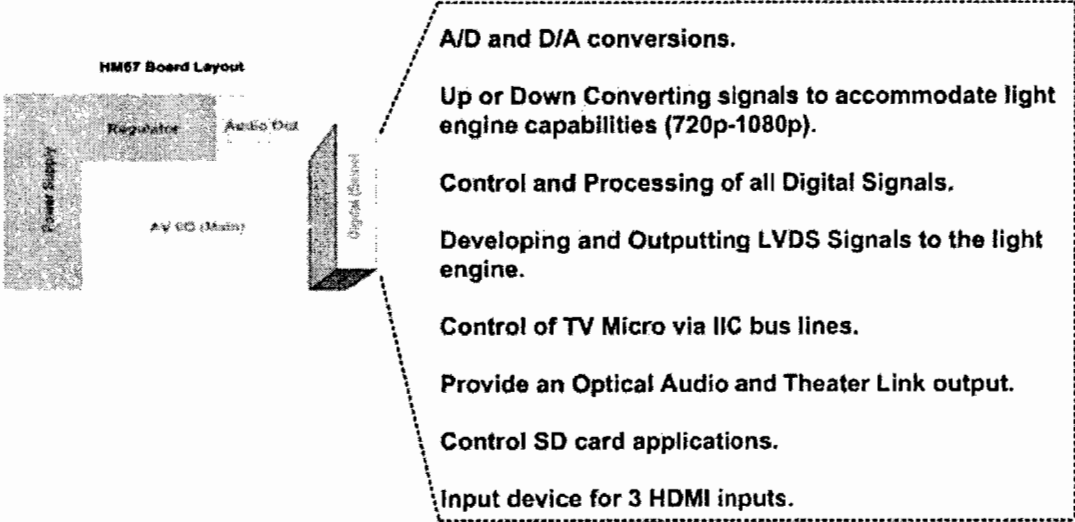 HM67 Board Layout
Regulator
Audio Out
Power Supply
AV I/O (Main)
Digital (Seine)
A/D and D/A conversions.
Up or Down Converting signals to accommodate light
engine capabilities (720p-1080p).
Control and Processing of all Digital Signals.
Developing and Outputting LVDS Signals to the light
engine.
Control of TV Micro via IIC bus lines.
Provide an Optical Audio and Theater Link output.
Control SD card applications.
Input device for 3 HDMI inputs.